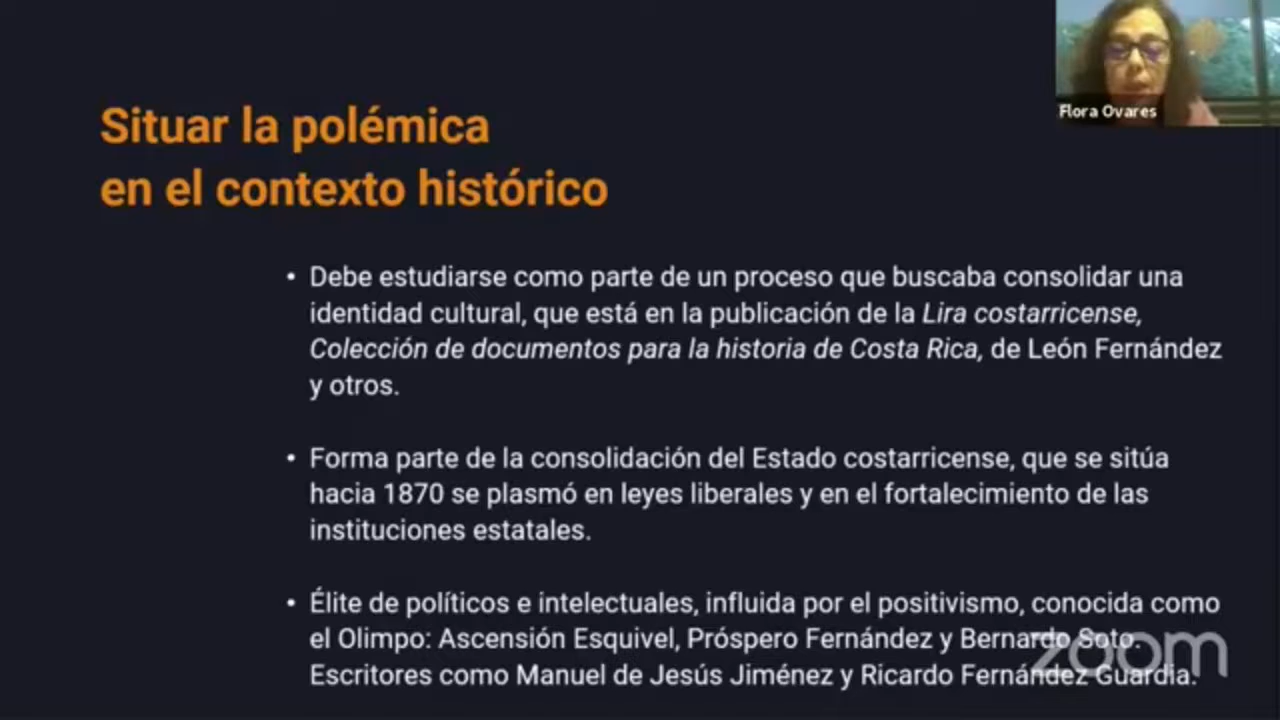 Flora Ovares
Situar la polémica
en el contexto histórico
• Debe estudiarse como parte de un proceso que buscaba consolidar una
identidad cultural, que está en la publicación de la Lira costarricense,
Colección de documentos para la historia de Costa Rica, de León Fernández
y otros.
• Forma parte de la consolidación del Estado costarricense, que se sitúa
hacia 1870 se plasmó en leyes liberales y en el fortalecimiento de las
instituciones estatales.
• Élite de políticos e intelectuales, influida por el positivismo, conocida como
el Olimpo: Ascensión Esquivel, Próspero Fernández y Bernardo Soto.
Escritores como Manuel de Jesús Jiménez y Ricardo Fernández Guardia.
zoom